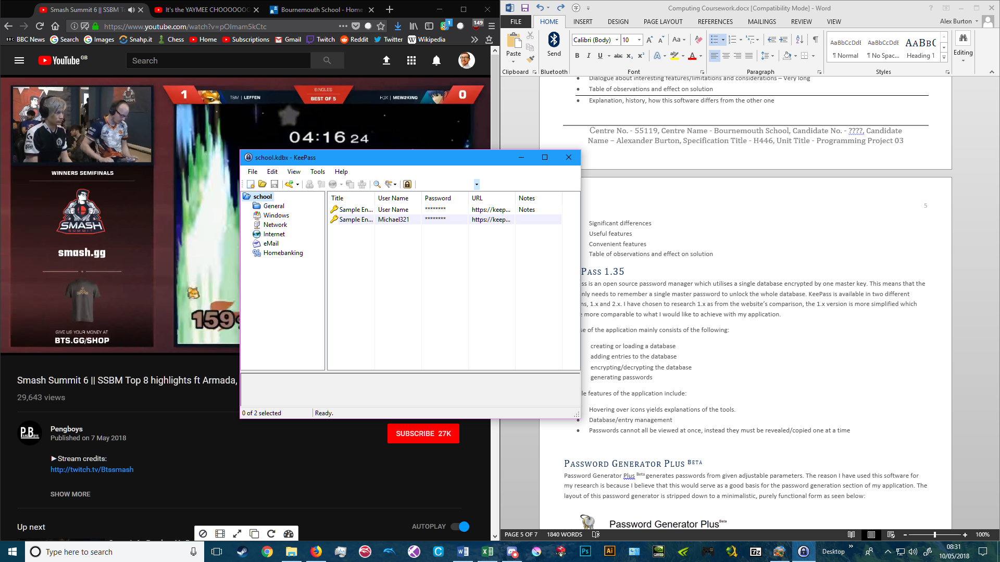 Smash Summit 6 || SSBM To
It's the YAYMEE CHOOOOOOO
Bournemouth School - Home
https://www.youtube.com/watch?v=pOImam5kCtc
1
149
BBC News
Search
Images
Snahp.it
Chess
Home
Subscriptions
Gmail
Twitch
Reddit
Twitter
Wikipedia
YouTube GB
Search
1
TSM | LEFFEN
SINGLES
BEST OF 5
FOX | MEW2KING
0
04:16 24
WINNERS SEMIFINALS
SMASH
SUMMIT
smash.gg
GIVE US YOUR MONEY AT
BTS.GG/SHOP
159%
Smash Summit 6 || SSBM Top 8 highlights ft Armada,
29,643 views
PB
PENGBOYS
Pengboys
Published on 7 May 2018
SUBSCRIBE 27K
►Stream credits:
http://twitch.tv/Btssmash
SHOW MORE
Up next
AUTOPLAY
school.kdbx - KeePass
File Edit View Tools Help
school
General
Windows
Network
Internet
eMail
Homebanking
Title User Name Password URL Notes
Sample En... User Name ******** https://keep... Notes
Sample En... Michael321 ******** https://keep...
0 of 2 selected
Ready.
Computing Coursework.docx [Compatibility Mode] - Word
FILE HOME INSERT DESIGN PAGE LAYOUT REFERENCES MAILINGS REVIEW VIEW
Alex Burton
Paste
Send
Calibri (Body) 10
AaBbCcDdE AaBbCcDdE AaBbC
¶ Normal ¶ No Spac... Heading 1
Editing
Clipboard Bluetooth Font Paragraph Styles
• Dialogue about interesting features/limitations and considerations – Very long
• Table of observations and effect on solution
• Explanation, history, how this software differs from the other one
Centre No. - 55119, Centre Name - Bournemouth School, Candidate No. - ????, Candidate
Name – Alexander Burton, Specification Title - H446, Unit Title - Programming Project 03
5
Significant differences
Useful features
Convenient features
Table of observations and effect on solution
Pass 1.35
ss is an open source password manager which utilises a single database encrypted by one master key. This means that the
nly needs to remember a single master password to unlock the whole database. KeePass is available in two different
ns, 1.x and 2.x. I have chosen to research 1.x as from the website's comparison, the 1.x version is more simplified which
e more comparable to what I would like to achieve with my application.
se of the application mainly consists of the following:
creating or loading a database
adding entries to the database
encrypting/decrypting the database
generating passwords
le features of the application include:
Hovering over icons yields explanations of the tools.
• Database/entry management
• Passwords cannot all be viewed at once, instead they must be revealed/copied one at a time
Password Generator Plus Beta
Password Generator Plus Beta generates passwords from given adjustable parameters. The reason I have used this software for
my research is because I believe that this would serve as a good basis for the password generation section of my application. The
layout of this password generator is stripped down to a minimalistic, purely functional form as seen below:
Password Generator Plus Beta
PAGE 5 OF 7 1840 WORDS
100%
Type here to search
Desktop
08:31
10/05/2018